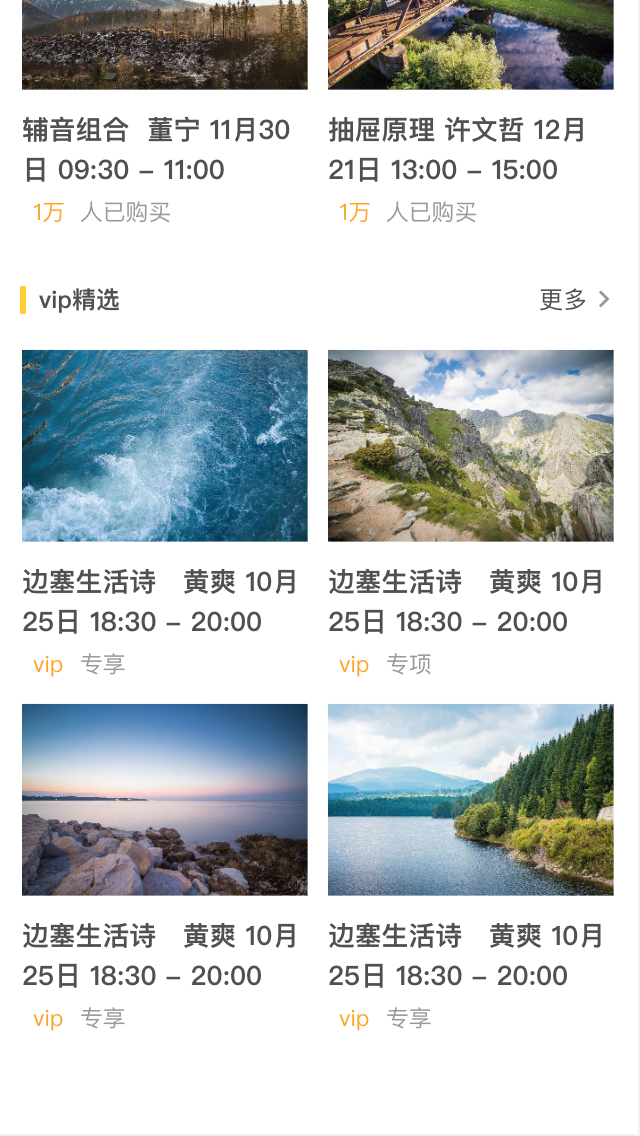 辅音组合 董宁 11月30
日 09:30 – 11:00
1万 人已购买
抽屉原理 许文哲 12月
21日 13:00 – 15:00
1万 人已购买
vip精选
更多
边塞生活诗 黄爽 10月
25日 18:30 – 20:00
vip 专享
边塞生活诗 黄爽 10月
25日 18:30 – 20:00
vip 专项
边塞生活诗 黄爽 10月
25日 18:30 – 20:00
vip 专享
边塞生活诗 黄爽 10月
25日 18:30 – 20:00
vip 专享